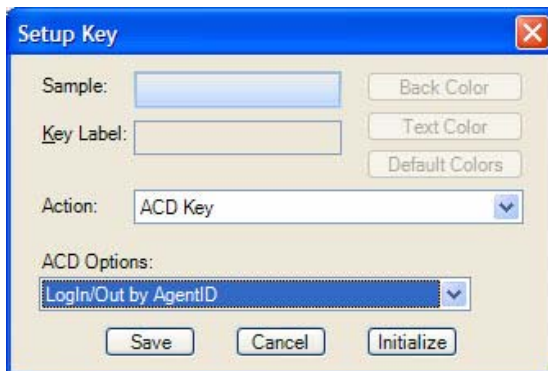 Setup Key
Sample:
Back Color
Key Label:
Text Color
Default Colors
Action: ACD Key
ACD Options:
LogIn/Out by AgentID
Save Cancel Initialize